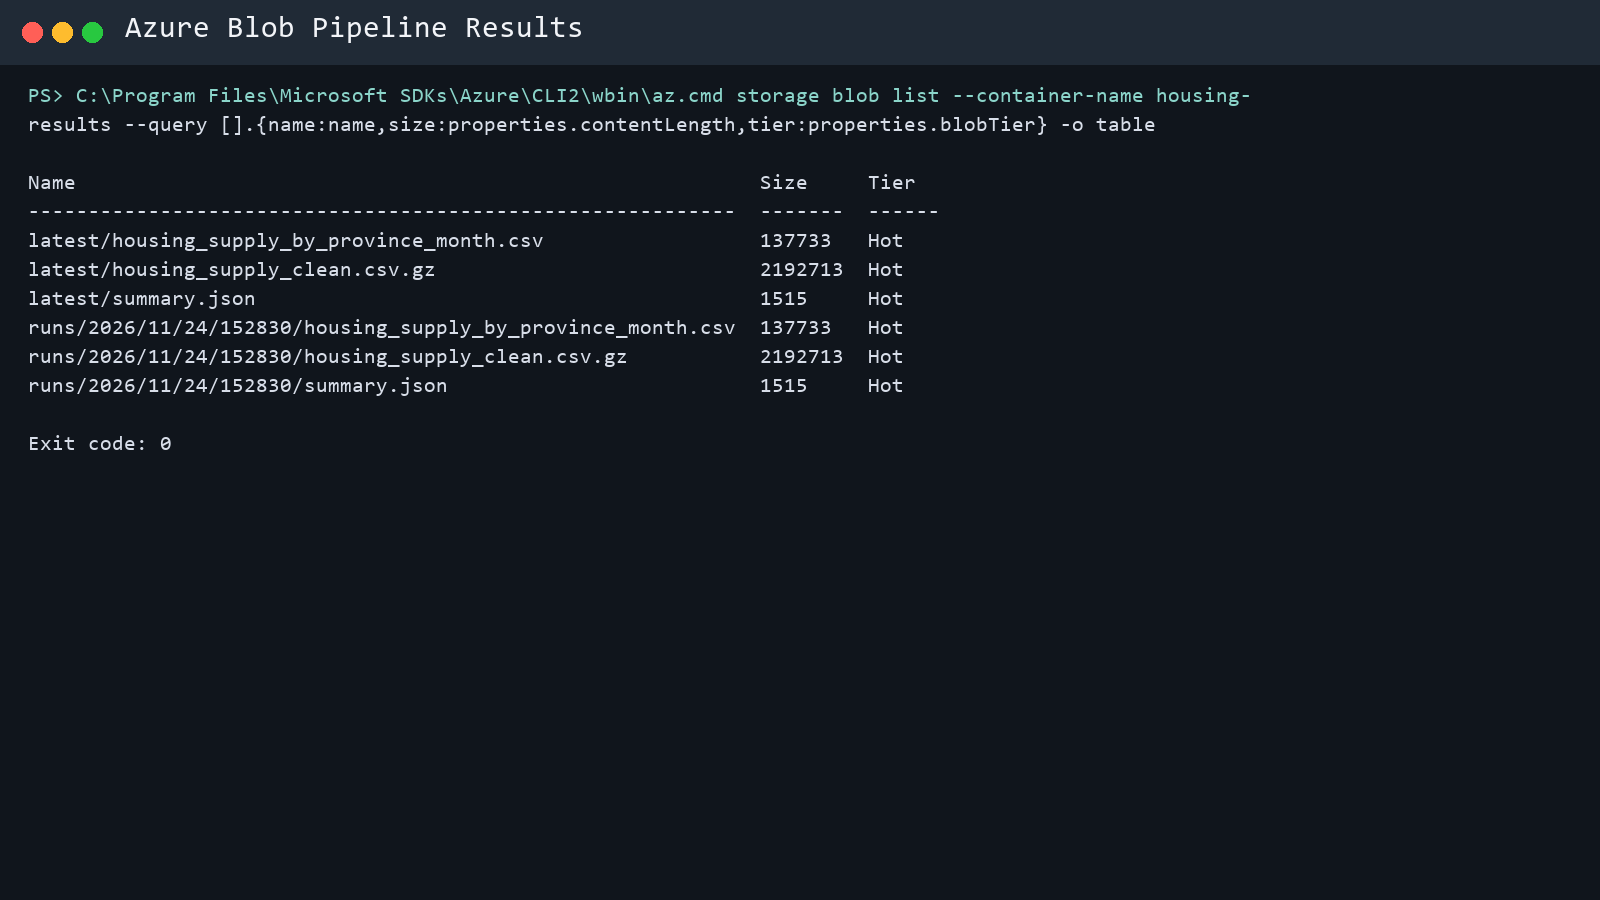 Azure Blob Pipeline Results
PS> C:\Program Files\Microsoft SDKs\Azure\CLI2\wbin\az.cmd storage blob list --container-name housing-
results --query [].{name:name,size:properties.contentLength,tier:properties.blobTier} -o table
Name Size Tier
----------------------------------------------------------- ------- ------
latest/housing_supply_by_province_month.csv 137733 Hot
latest/housing_supply_clean.csv.gz 2192713 Hot
latest/summary.json 1515 Hot
runs/2026/11/24/152830/housing_supply_by_province_month.csv 137733 Hot
runs/2026/11/24/152830/housing_supply_clean.csv.gz 2192713 Hot
runs/2026/11/24/152830/summary.json 1515 Hot
Exit code: 0